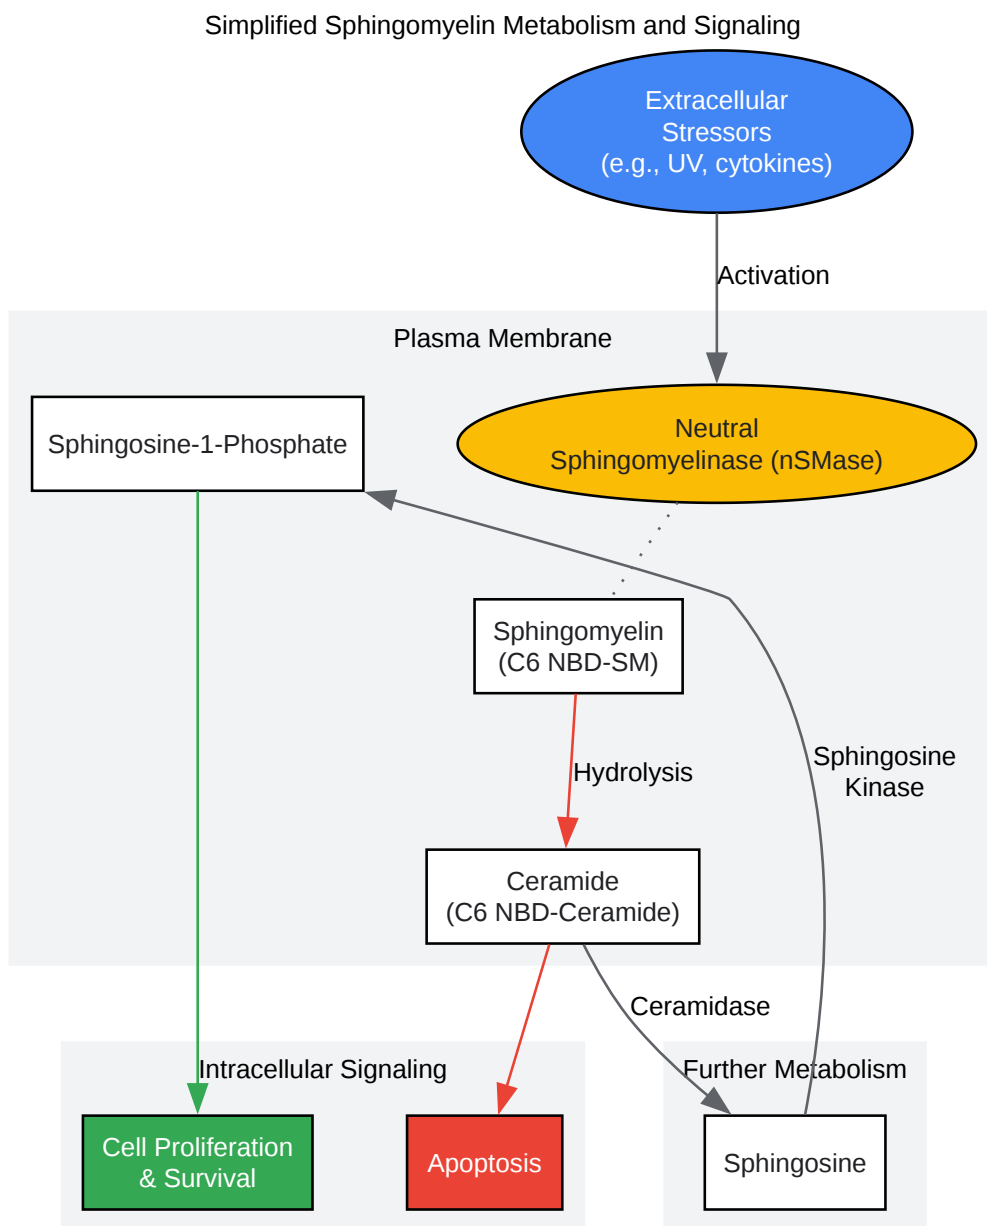 Simplified Sphingomyelin Metabolism and Signaling
Extracellular
Stressors
(e.g., UV, cytokines)
Activation
Plasma Membrane
Sphingosine-1-Phosphate
Neutral
Sphingomyelinase (nSMase)
Sphingomyelin
(C6 NBD-SM)
Hydrolysis
Sphingosine
Kinase
Ceramide
(C6 NBD-Ceramide)
Ceramidase
Intracellular Signaling
Further Metabolism
Cell Proliferation
& Survival
Apoptosis
Sphingosine